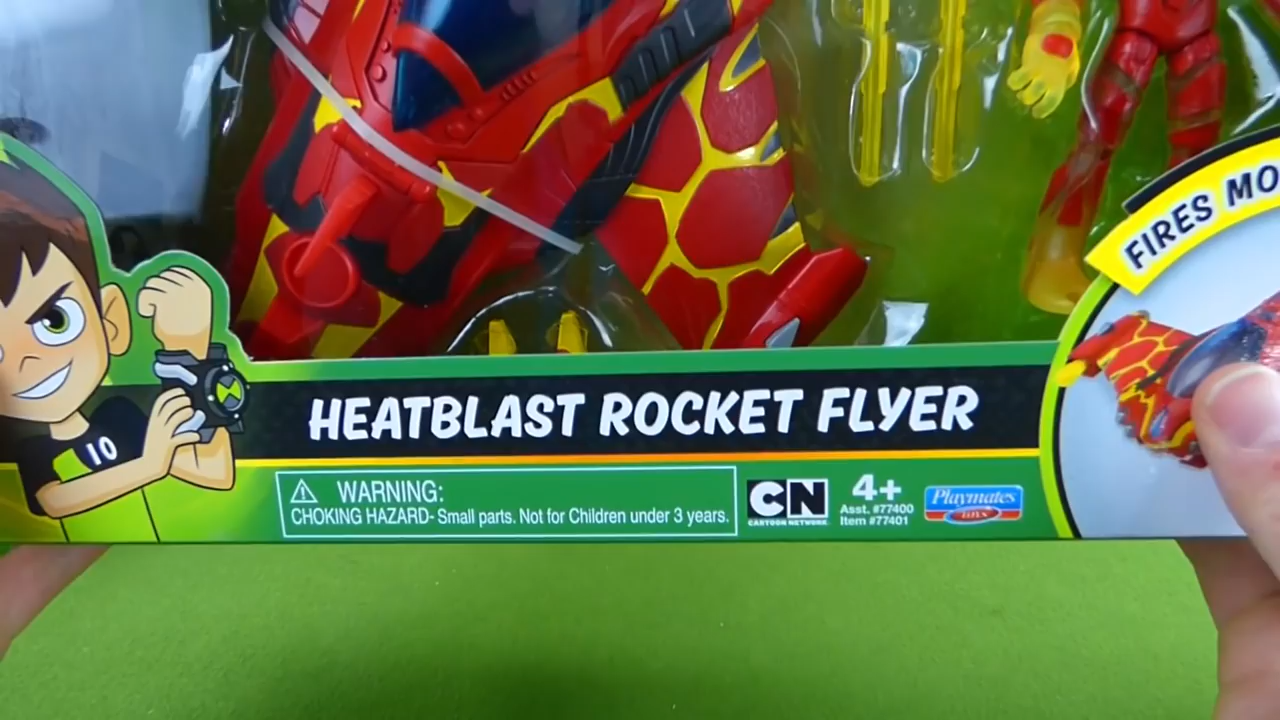 FIRES MO
10
HEATBLAST ROCKET FLYER
WARNING:
CHOKING HAZARD- Small parts. Not for Children under 3 years.
CN
CARTOON NETWORK
4+
Asst. #77400
Item #77401
Playmates
TOYS